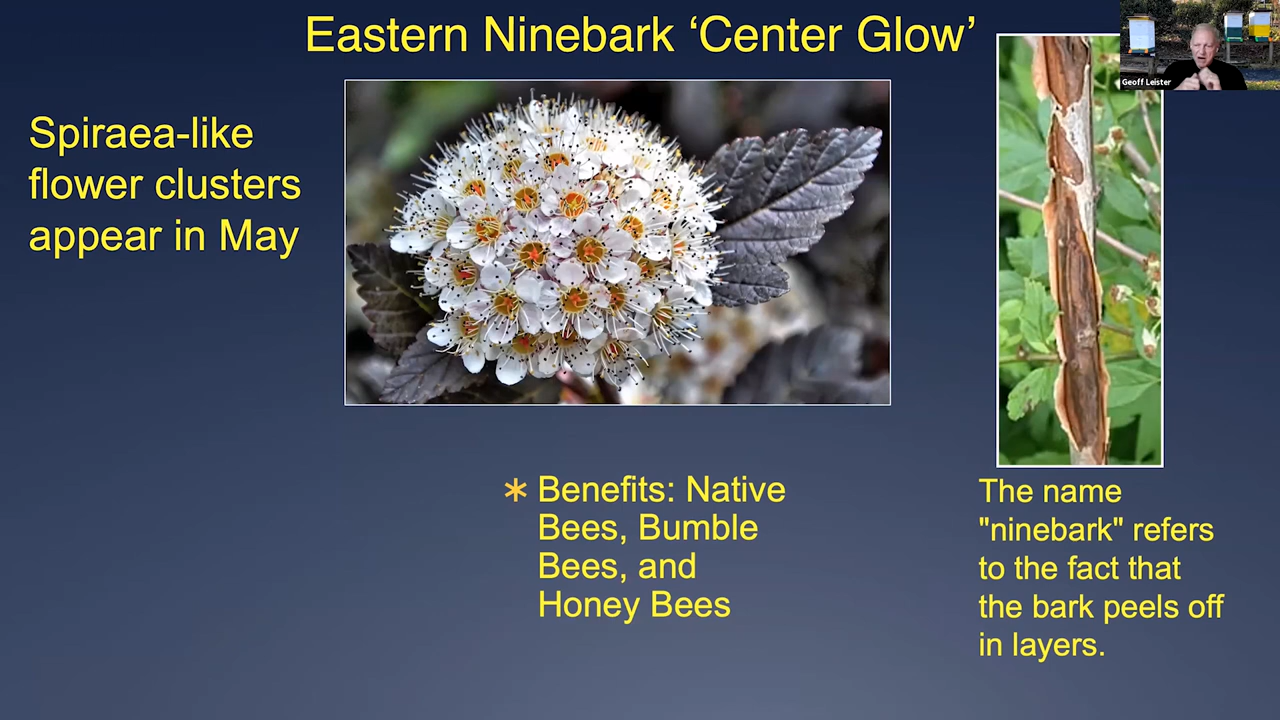 Eastern Ninebark ‘Center Glow’
Geoff Leister
Spiraea-like
flower clusters
appear in May
* Benefits: Native
Bees, Bumble
Bees, and
Honey Bees
The name
"ninebark" refers
to the fact that
the bark peels off
in layers.